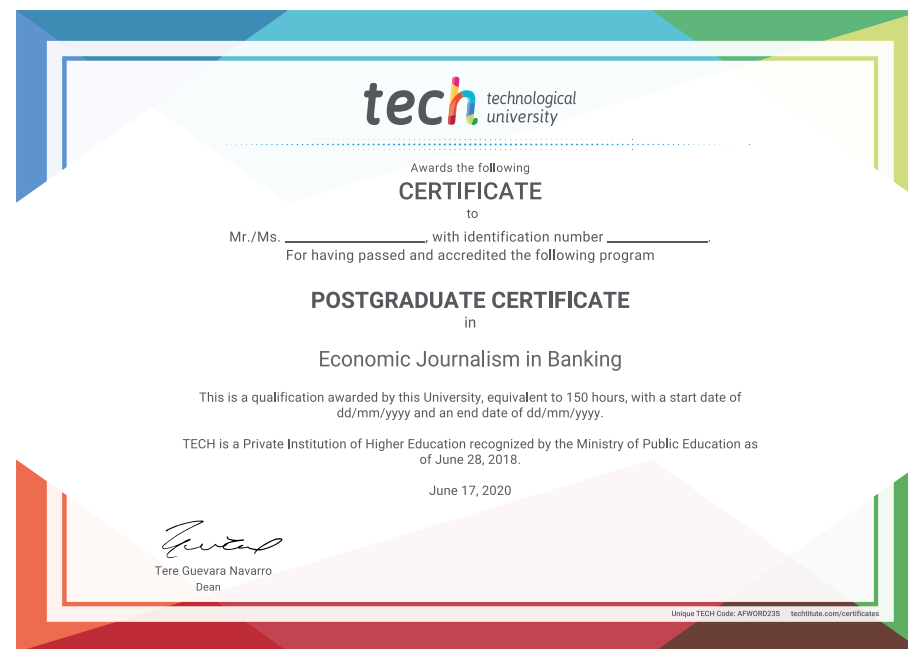 tech technological
university
Awards the following
CERTIFICATE
to
Mr./Ms. ____________________, with identification number ______________.
For having passed and accredited the following program
POSTGRADUATE CERTIFICATE
in
Economic Journalism in Banking
This is a qualification awarded by this University, equivalent to 150 hours, with a start date of
dd/mm/yyyy and an end date of dd/mm/yyyy.
TECH is a Private Institution of Higher Education recognized by the Ministry of Public Education as
of June 28, 2018.
June 17, 2020
Tere Guevara Navarro
Dean
Unique TECH Code: AFWORD23S techtitute.com/certificates